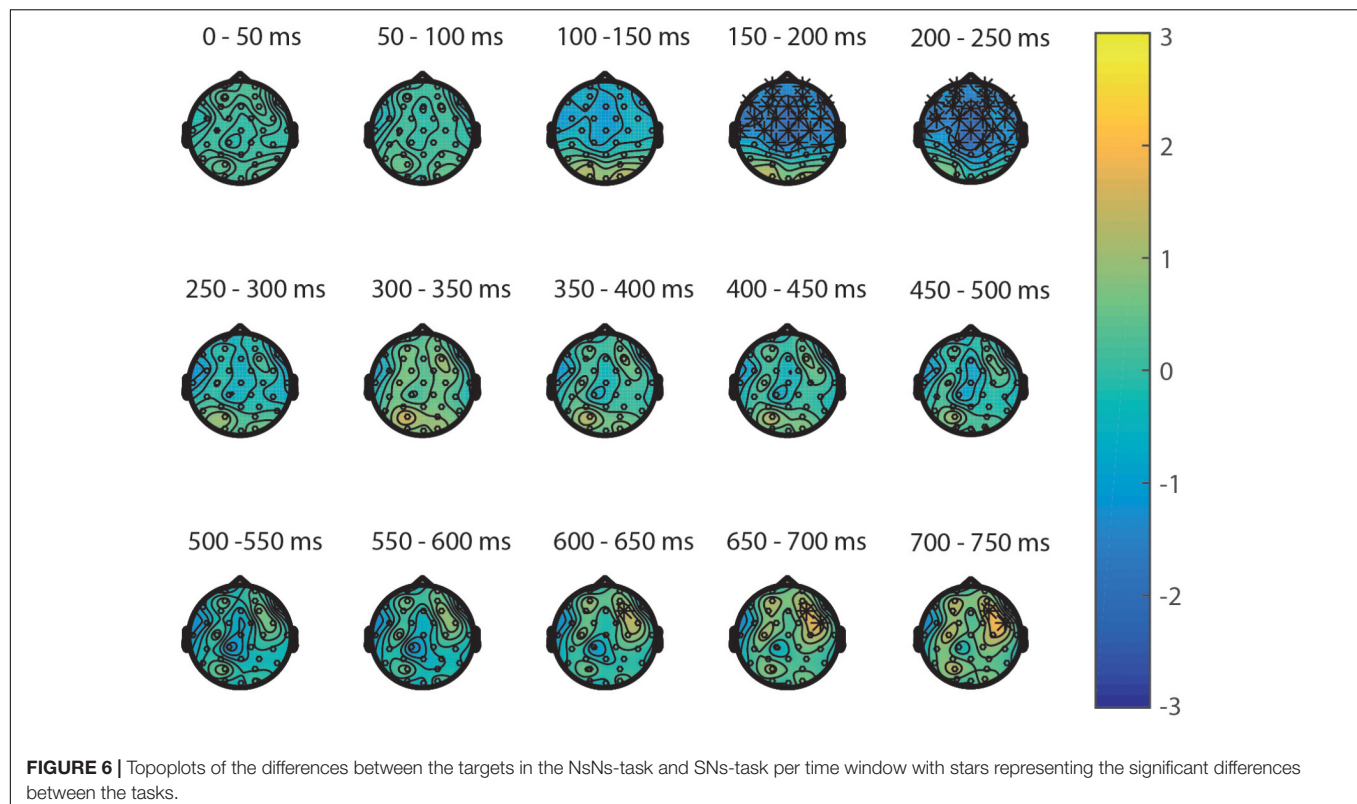 0 - 50 ms 50 - 100 ms 100 -150 ms 150 - 200 ms 200 - 250 ms
250 - 300 ms 300 - 350 ms 350 - 400 ms 400 - 450 ms 450 - 500 ms
500 -550 ms 550 - 600 ms 600 - 650 ms 650 - 700 ms 700 - 750 ms
3
2
1
0
-1
-2
-3
FIGURE 6 | Topoplots of the differences between the targets in the NsNs-task and SNs-task per time window with stars representing the significant differences
between the tasks.